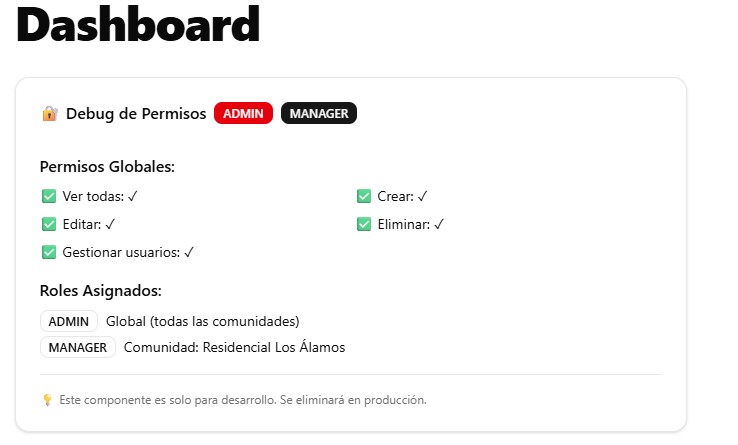 Dashboard
🔐 Debug de Permisos ADMIN MANAGER
Permisos Globales:
✅ Ver todas: ✓ ✅ Crear: ✓
✅ Editar: ✓ ✅ Eliminar: ✓
✅ Gestionar usuarios: ✓
Roles Asignados:
ADMIN Global (todas las comunidades)
MANAGER Comunidad: Residencial Los Álamos
💡 Este componente es solo para desarrollo. Se eliminará en producción.